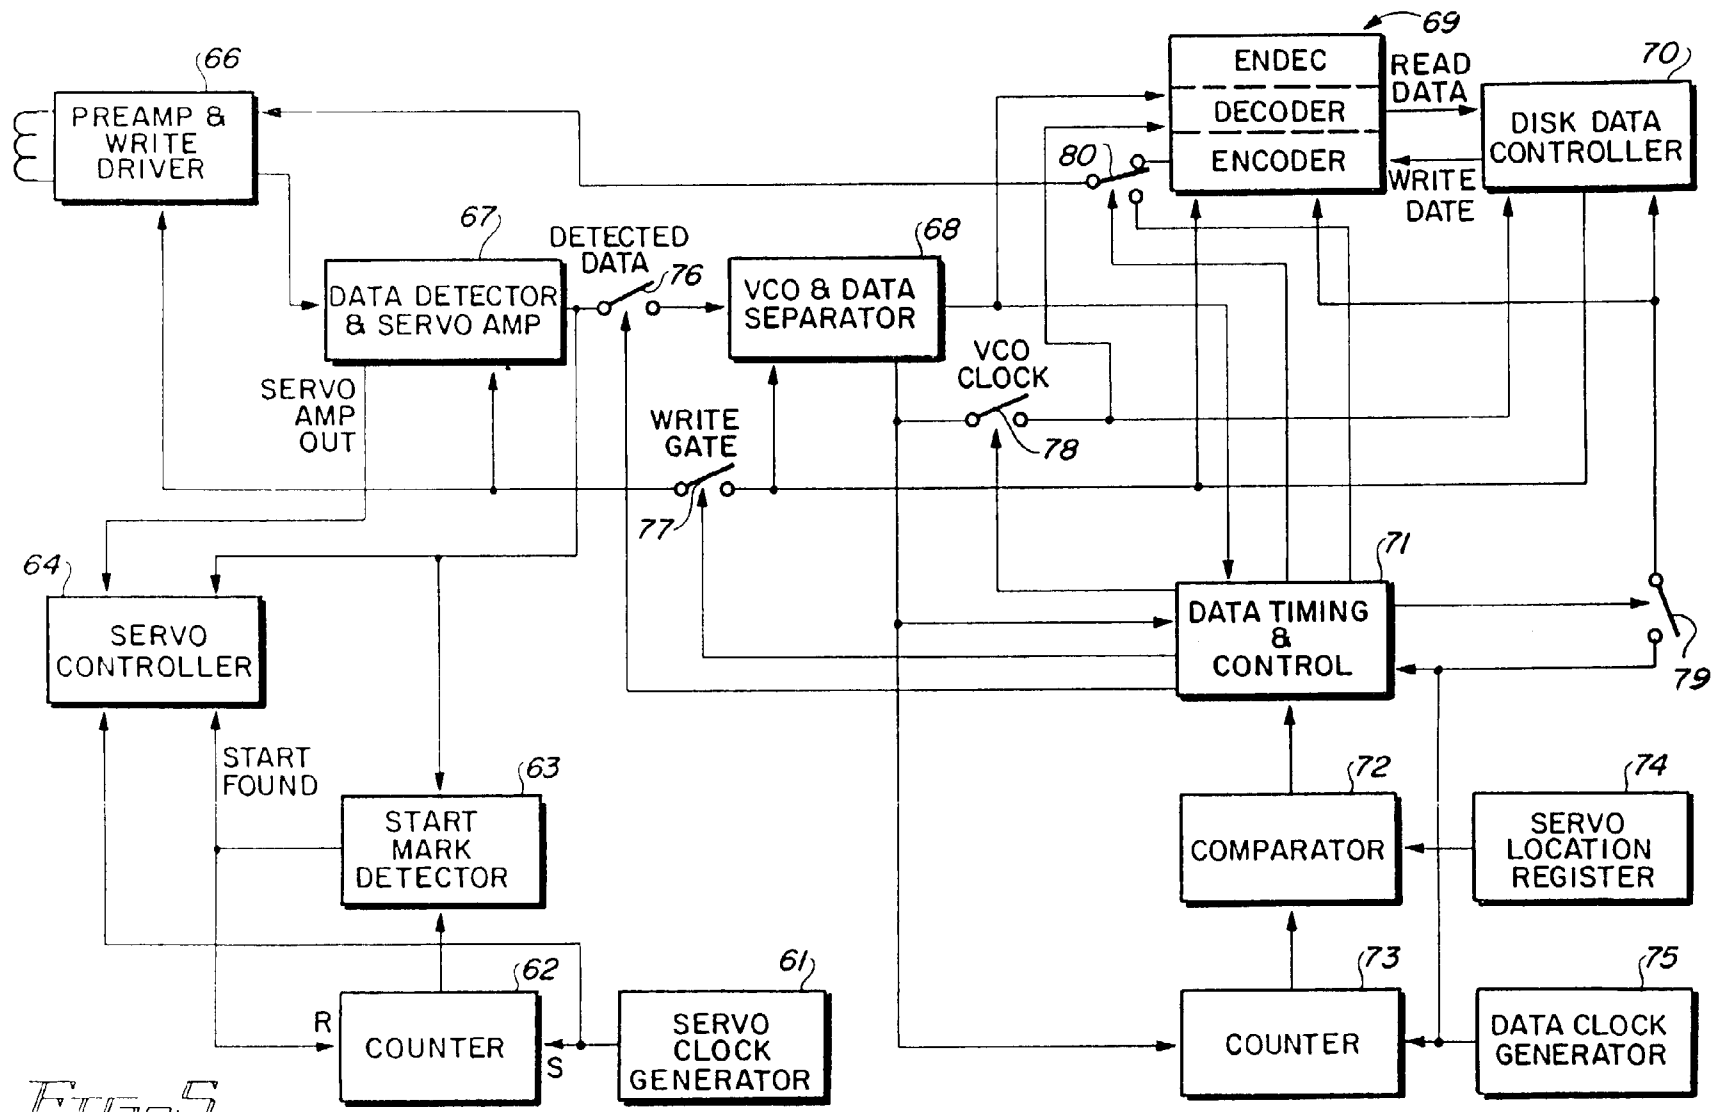 69
66
70
ENDEC
READ
DATA
PREAMP &
WRITE
DRIVER
DECODER
DISK DATA
CONTROLLER
80
ENCODER
WRITE
DATE
67
DETECTED
DATA
68
76
DATA DETECTOR
& SERVO AMP
VCO & DATA
SEPARATOR
VCO
CLOCK
SERVO
AMP
OUT
WRITE
GATE
78
77
64
71
SERVO
CONTROLLER
DATA TIMING
&
CONTROL
79
START
FOUND
63
72
74
START
MARK
DETECTOR
COMPARATOR
SERVO
LOCATION
REGISTER
62
61
73
75
R
COUNTER
S
SERVO
CLOCK
GENERATOR
COUNTER
DATA CLOCK
GENERATOR
FIG-5